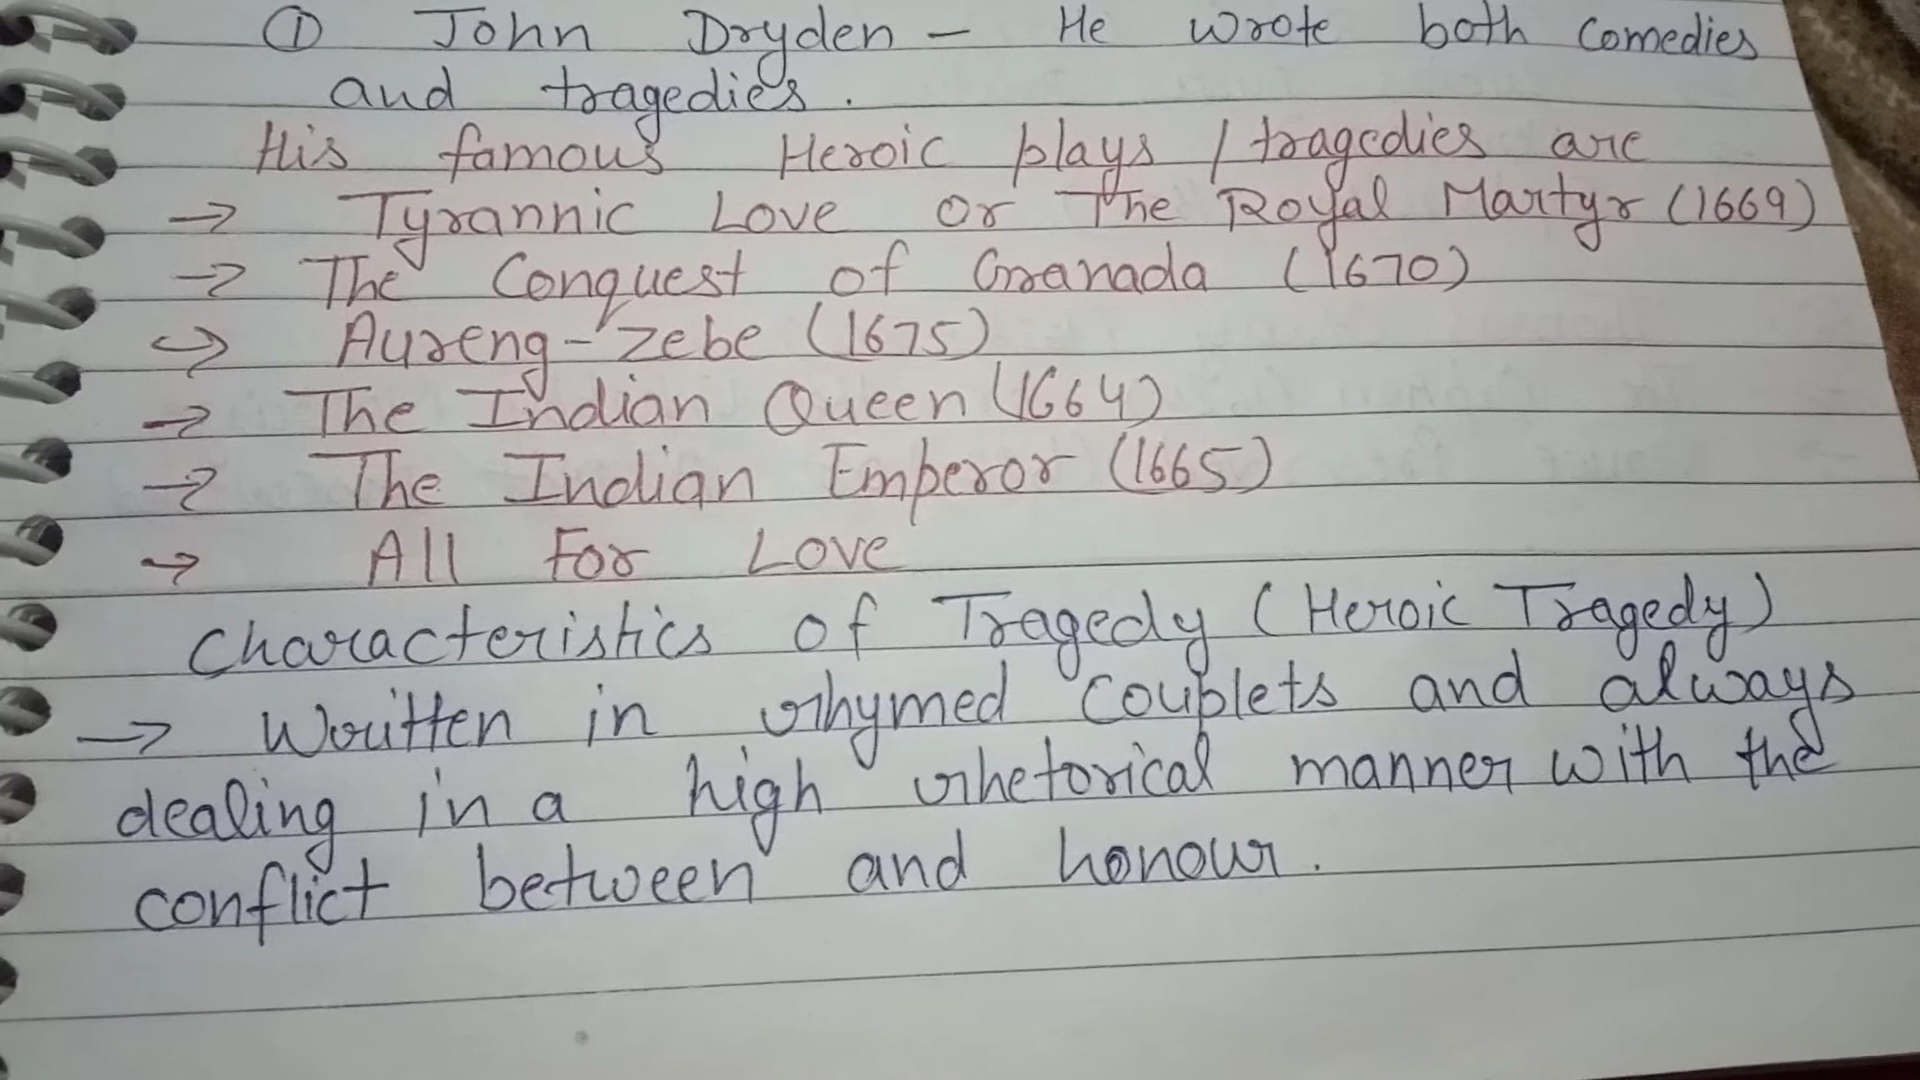 ① John Dryden - He wrote both comedies
and tragedies.
His famous Heroic plays / tragedies are
→ Tyrannic Love or The Royal Martyr (1669)
→ The Conquest of Granada (1670)
→ Aureng-zebe (1675)
→ The Indian Queen (1664)
→ The Indian Emperor (1665)
→ All For Love
Characteristics of Tragedy (Heroic Tragedy)
→ Written in rhymed couplets and always
dealing in a high rhetorical manner with the
conflict between and honour.